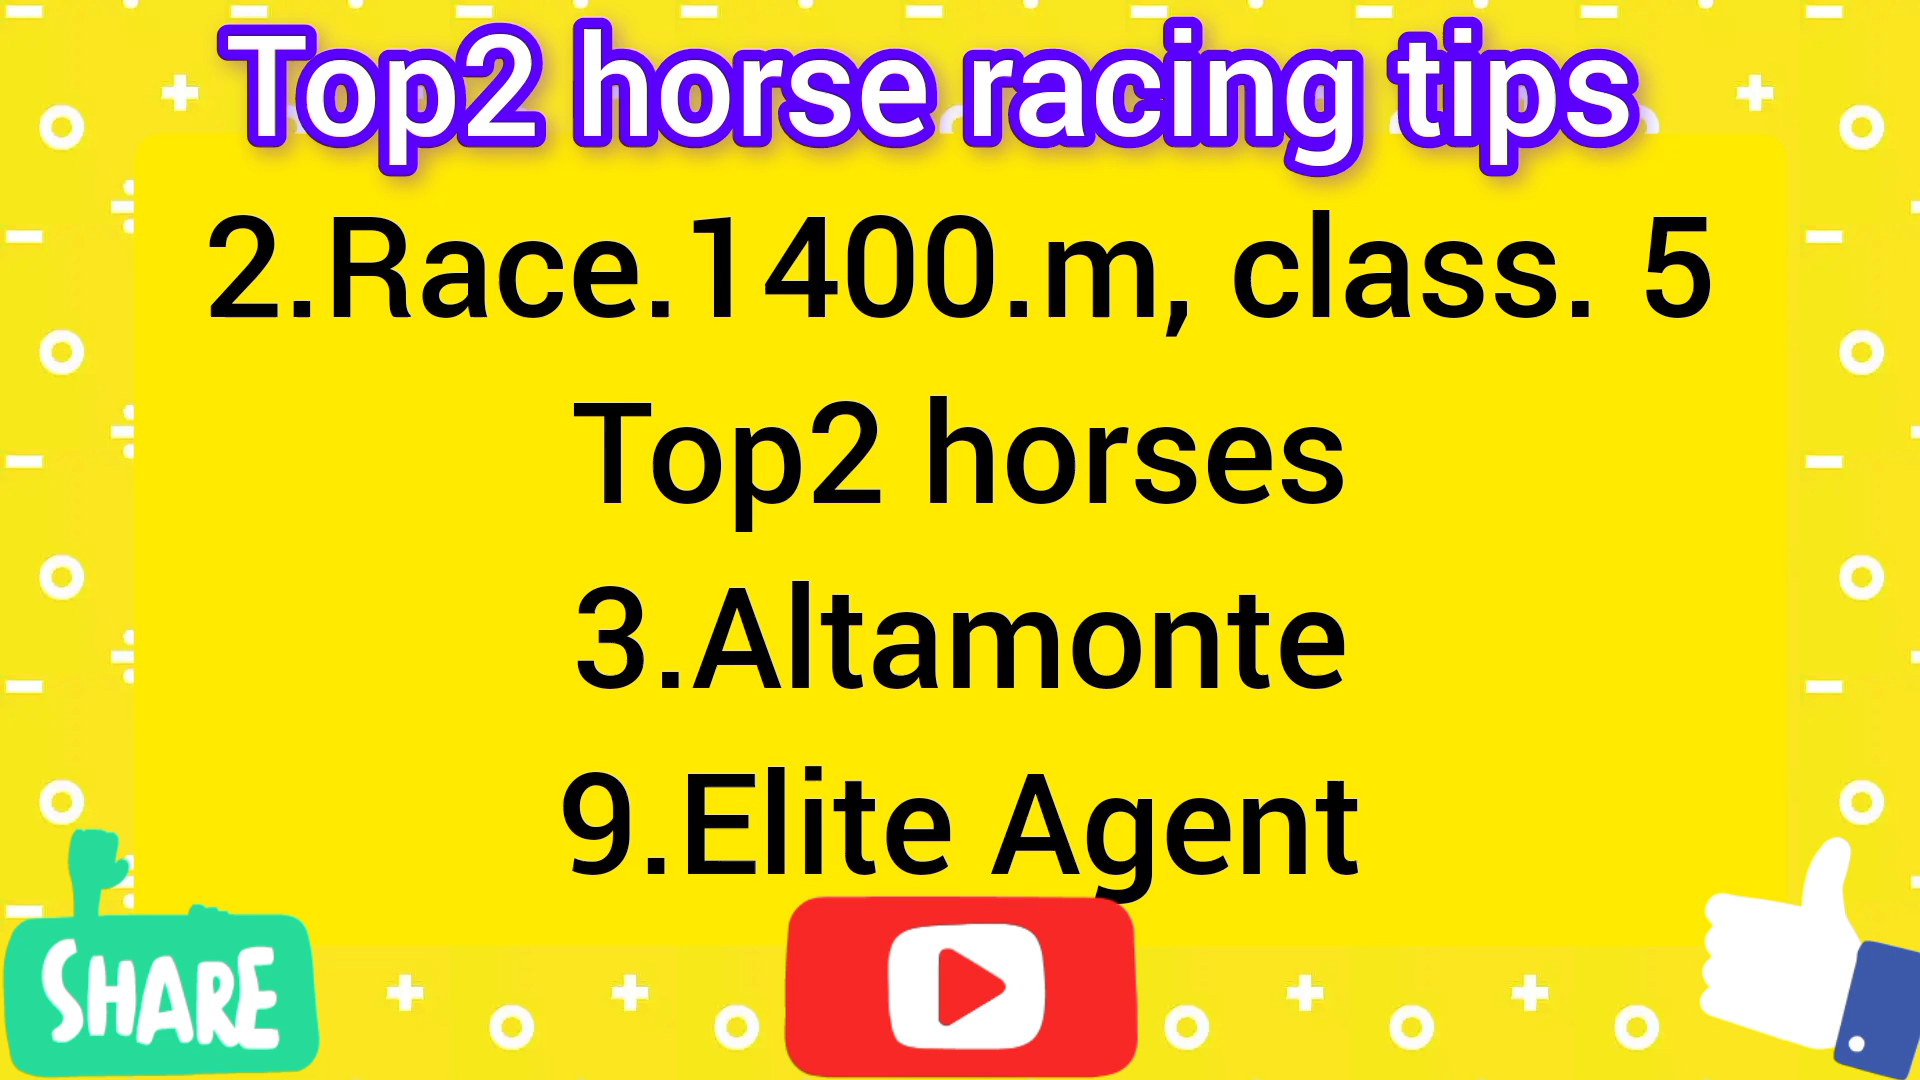 Top2 horse racing tips
2.Race.1400.m, class. 5
Top2 horses
3.Altamonte
9.Elite Agent
SHARE